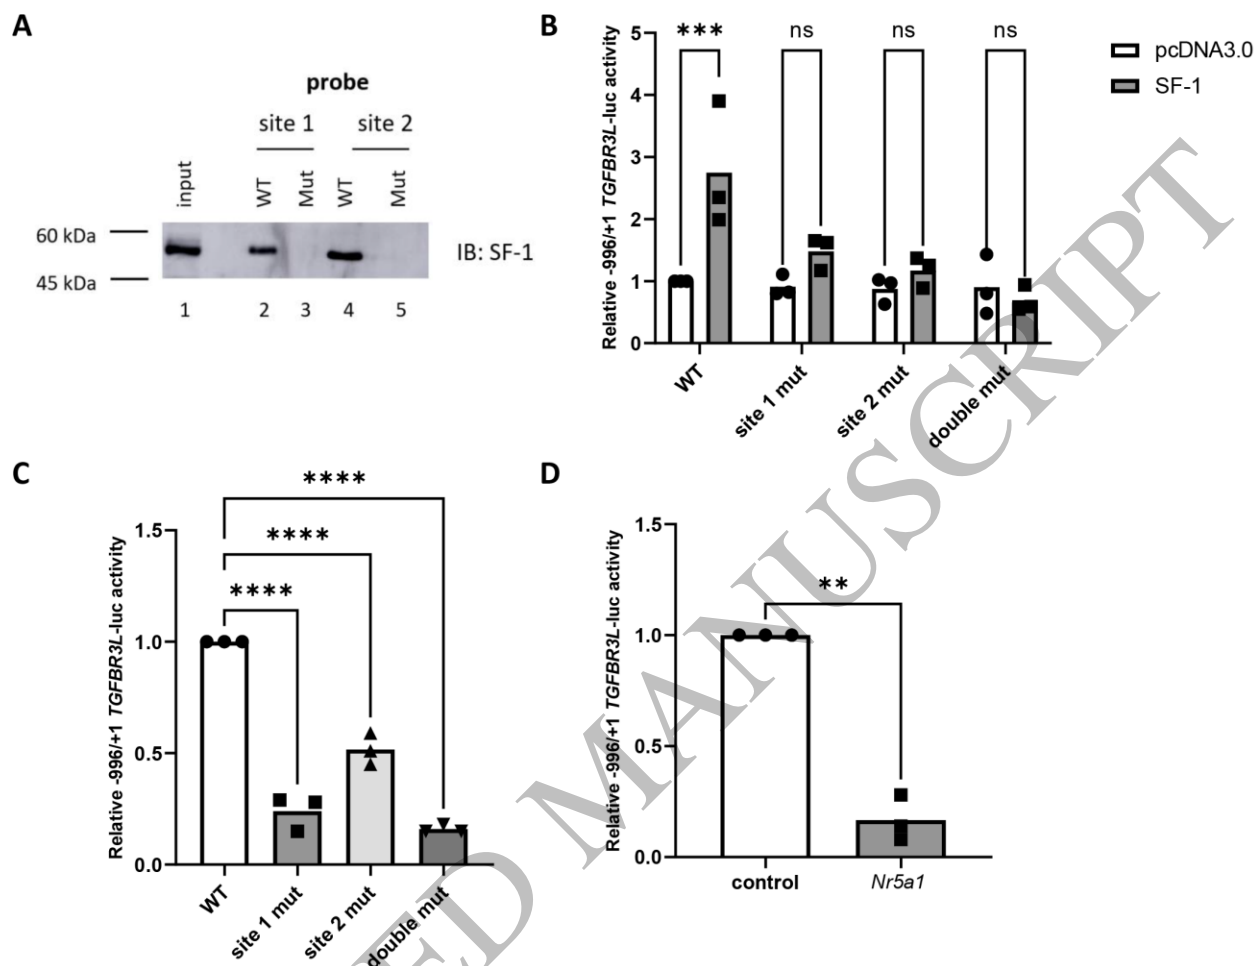 A
probe
site 1
site 2
input
WT
Mut
WT
Mut
60 kDa
45 kDa
IB: SF-1
1 2 3 4 5
B
Relative -996/+1 TGFBR3L-luc activity
5
4
3
2
1
0
***
ns
ns
ns
WT
site 1 mut
site 2 mut
double mut
pcDNA3.0
SF-1
C
Relative -996/+1 TGFBR3L-luc activity
1.5
1.0
0.5
0.0
****
****
****
WT
site 1 mut
site 2 mut
double mut
D
Relative -996/+1 TGFBR3L-luc activity
1.5
1.0
0.5
0.0
**
control
Nr5a1
ED MANUSCRIPT